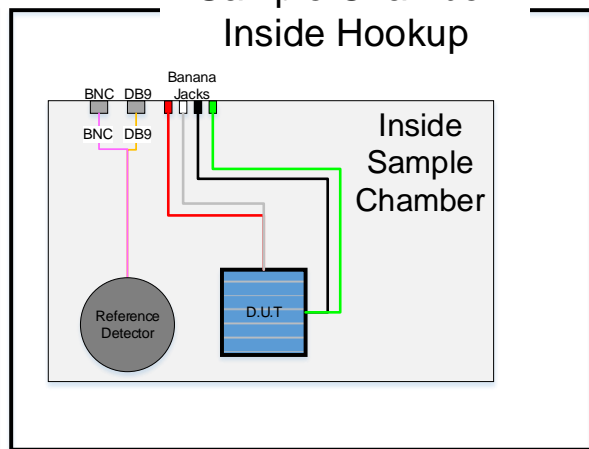 Inside Hookup
Banana
Jacks
BNC DB9
BNC DB9
Inside
Sample
Chamber
Reference
Detector
D.U.T